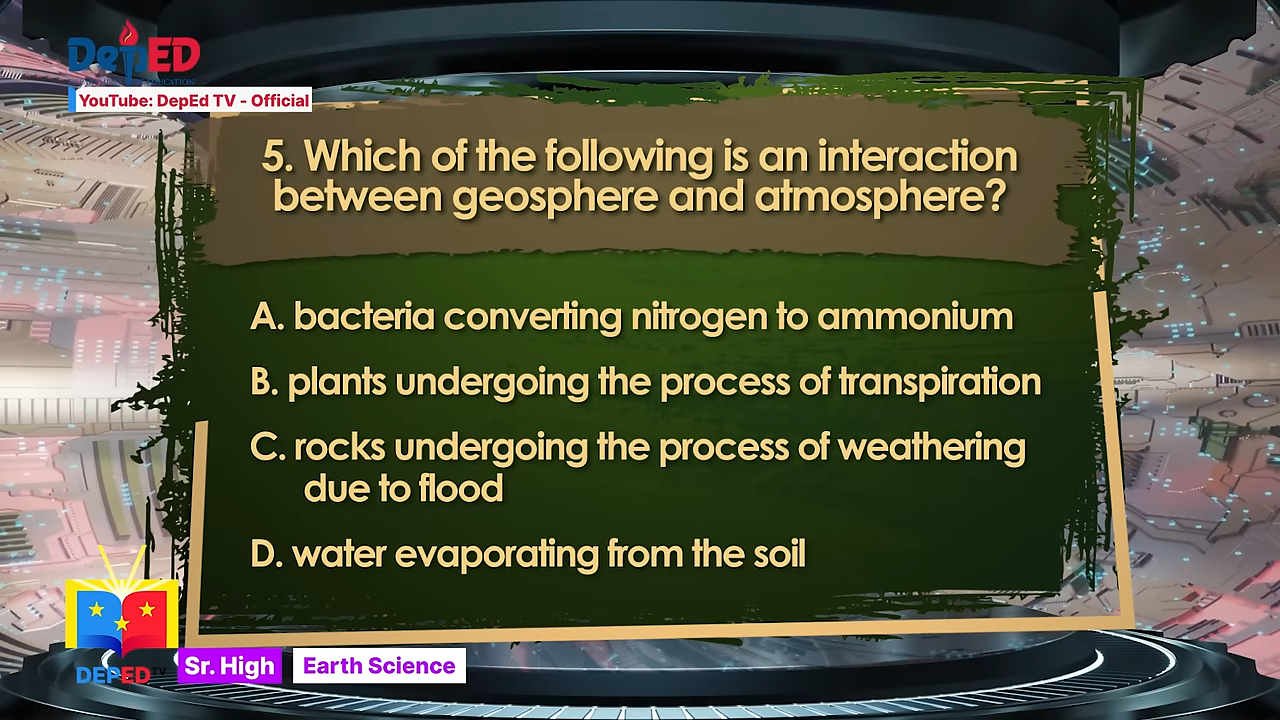 DepED
YouTube: DepEd TV - Official
5. Which of the following is an interaction
between geosphere and atmosphere?
A. bacteria converting nitrogen to ammonium
B. plants undergoing the process of transpiration
C. rocks undergoing the process of weathering
due to flood
D. water evaporating from the soil
DEPED TV
Sr. High
Earth Science